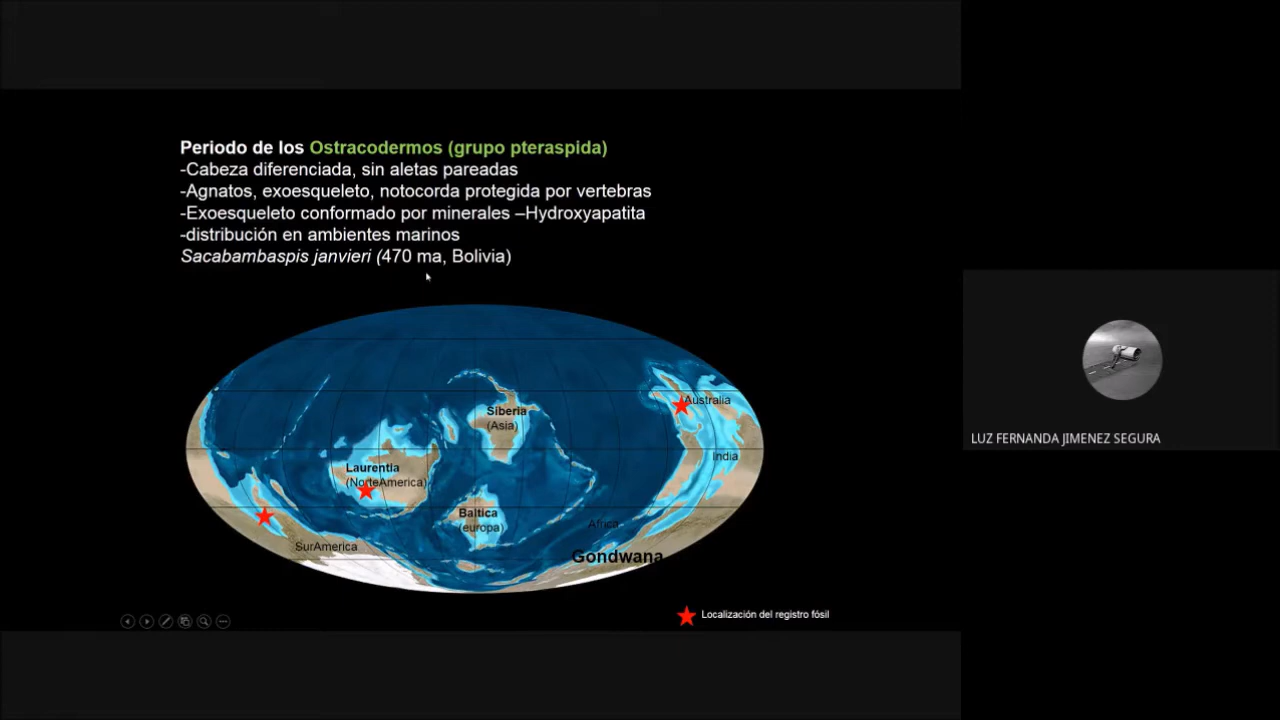 Periodo de los Ostracodermos (grupo pteraspida)
-Cabeza diferenciada, sin aletas pareadas
-Agnatos, exoesqueleto, notocorda protegida por vertebras
-Exoesqueleto conformado por minerales –Hydroxyapatita
-distribución en ambientes marinos
Sacabambaspis janvieri (470 ma, Bolivia)
Siberia
(Asia)
Australia
India
Laurentia
(NorteAmerica)
Baltica
(europa)
Africa
SurAmerica
Gondwana
Localización del registro fósil
LUZ FERNANDA JIMENEZ SEGURA